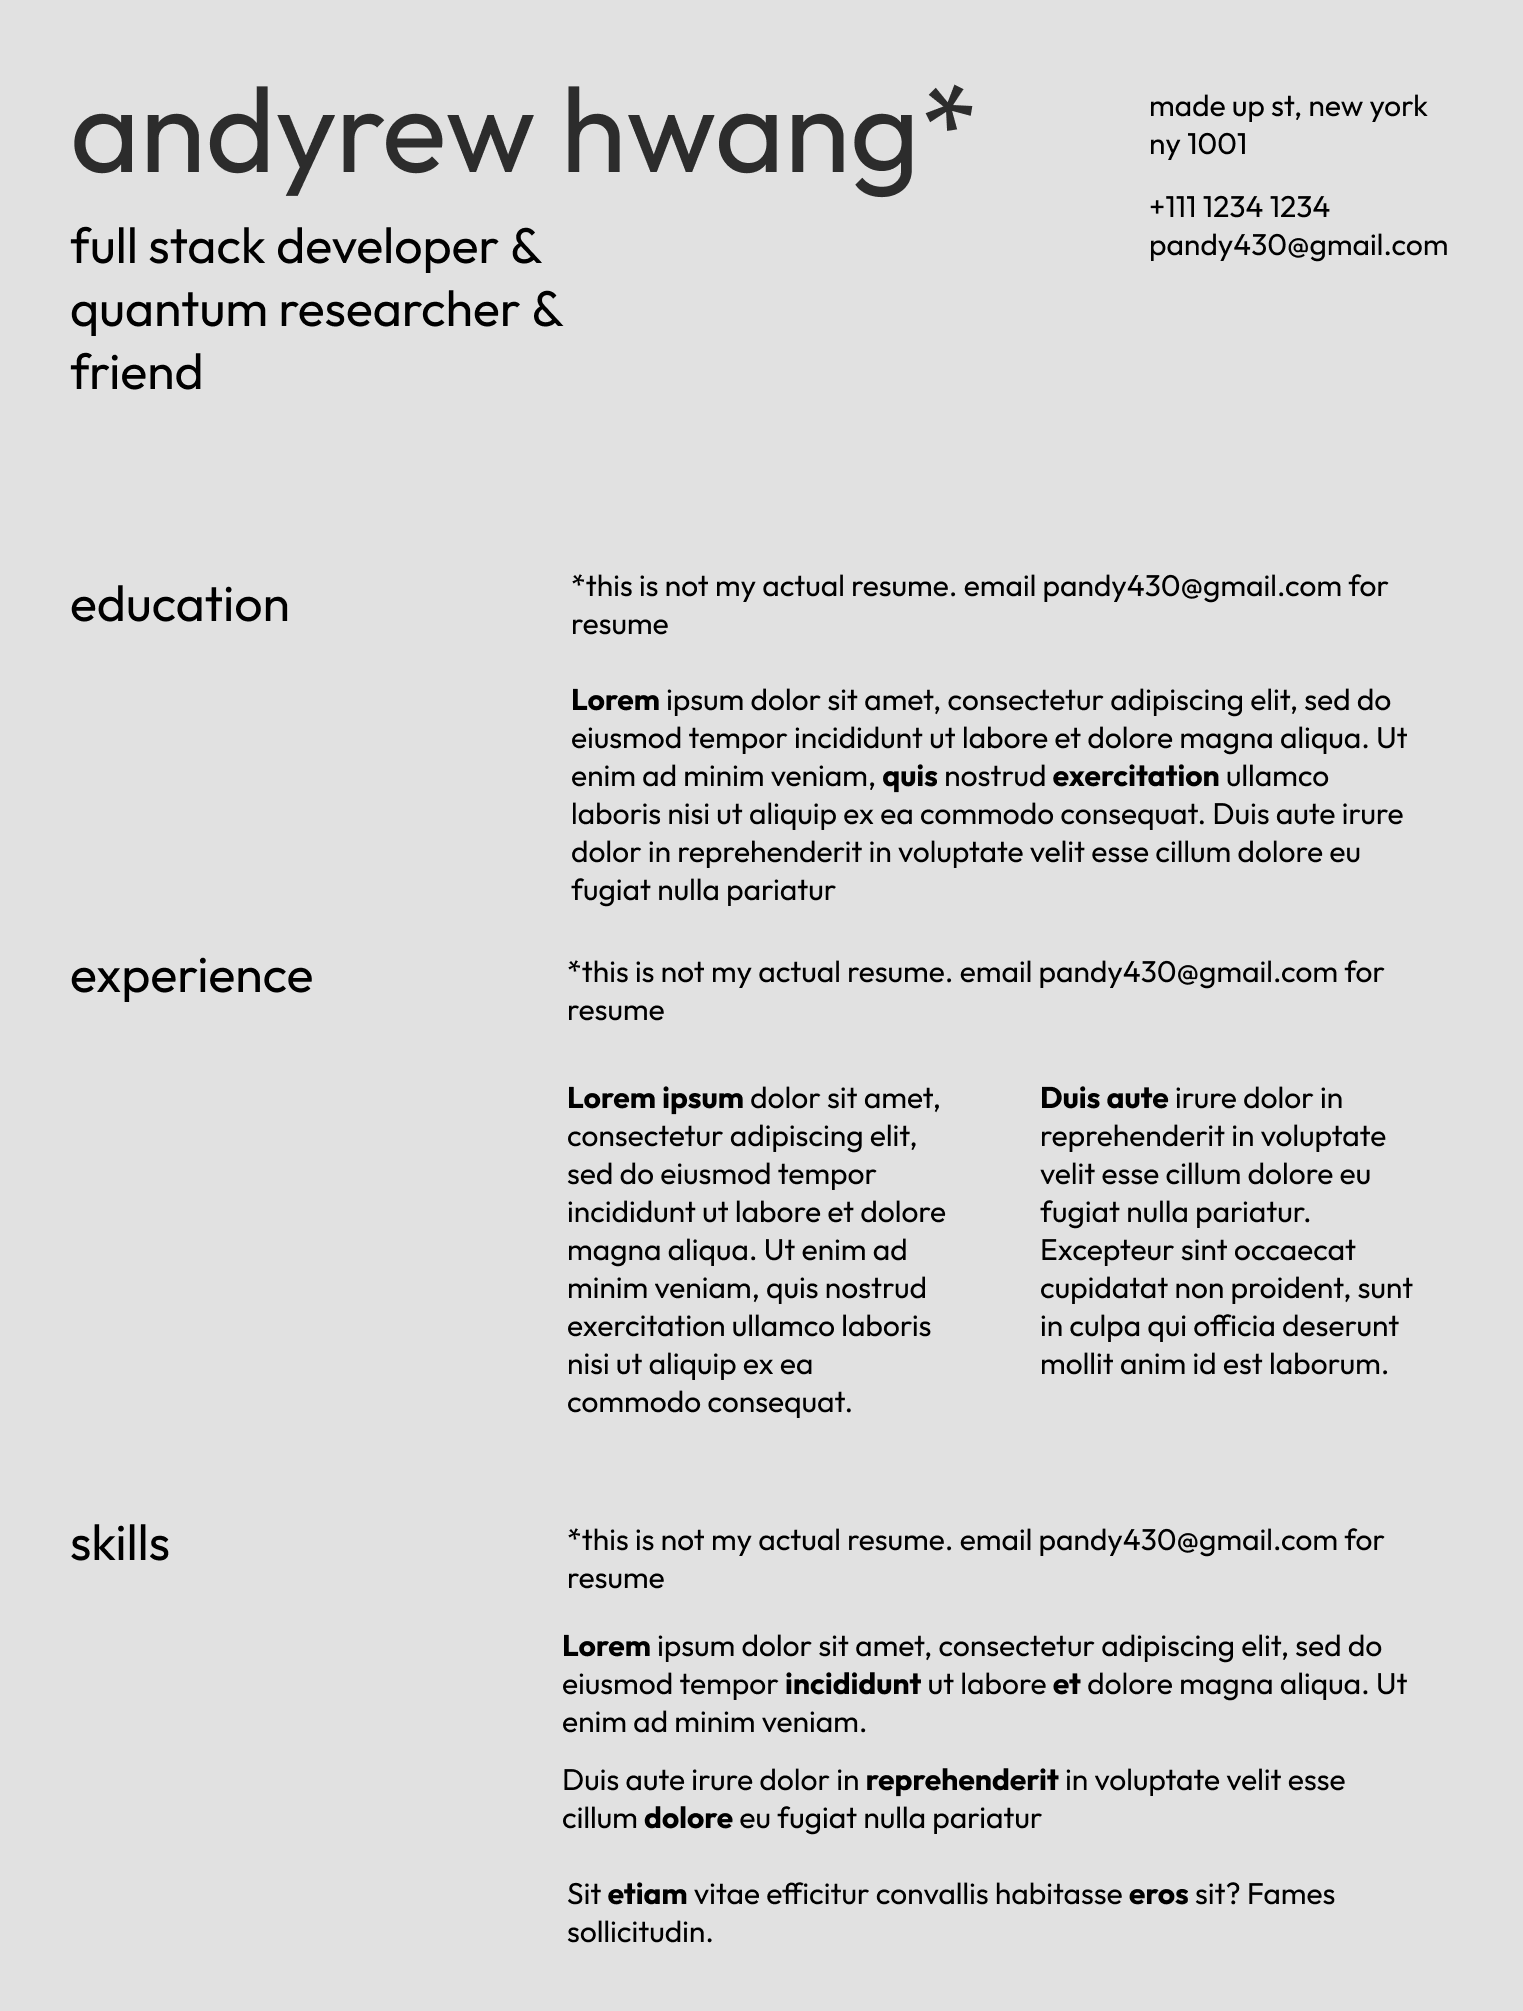 andyrew hwang*
made up st, new york
ny 1001
+111 1234 1234
pandy430@gmail.com
full stack developer &
quantum researcher &
friend
education
*this is not my actual resume. email pandy430@gmail.com for
resume
Lorem ipsum dolor sit amet, consectetur adipiscing elit, sed do
eiusmod tempor incididunt ut labore et dolore magna aliqua. Ut
enim ad minim veniam, quis nostrud exercitation ullamco
laboris nisi ut aliquip ex ea commodo consequat. Duis aute irure
dolor in reprehenderit in voluptate velit esse cillum dolore eu
fugiat nulla pariatur
experience
*this is not my actual resume. email pandy430@gmail.com for
resume
Lorem ipsum dolor sit amet,
consectetur adipiscing elit,
sed do eiusmod tempor
incididunt ut labore et dolore
magna aliqua. Ut enim ad
minim veniam, quis nostrud
exercitation ullamco laboris
nisi ut aliquip ex ea
commodo consequat.
Duis aute irure dolor in
reprehenderit in voluptate
velit esse cillum dolore eu
fugiat nulla pariatur.
Excepteur sint occaecat
cupidatat non proident, sunt
in culpa qui officia deserunt
mollit anim id est laborum.
skills
*this is not my actual resume. email pandy430@gmail.com for
resume
Lorem ipsum dolor sit amet, consectetur adipiscing elit, sed do
eiusmod tempor incididunt ut labore et dolore magna aliqua. Ut
enim ad minim veniam.
Duis aute irure dolor in reprehenderit in voluptate velit esse
cillum dolore eu fugiat nulla pariatur
Sit etiam vitae efficitur convallis habitasse eros sit? Fames
sollicitudin.